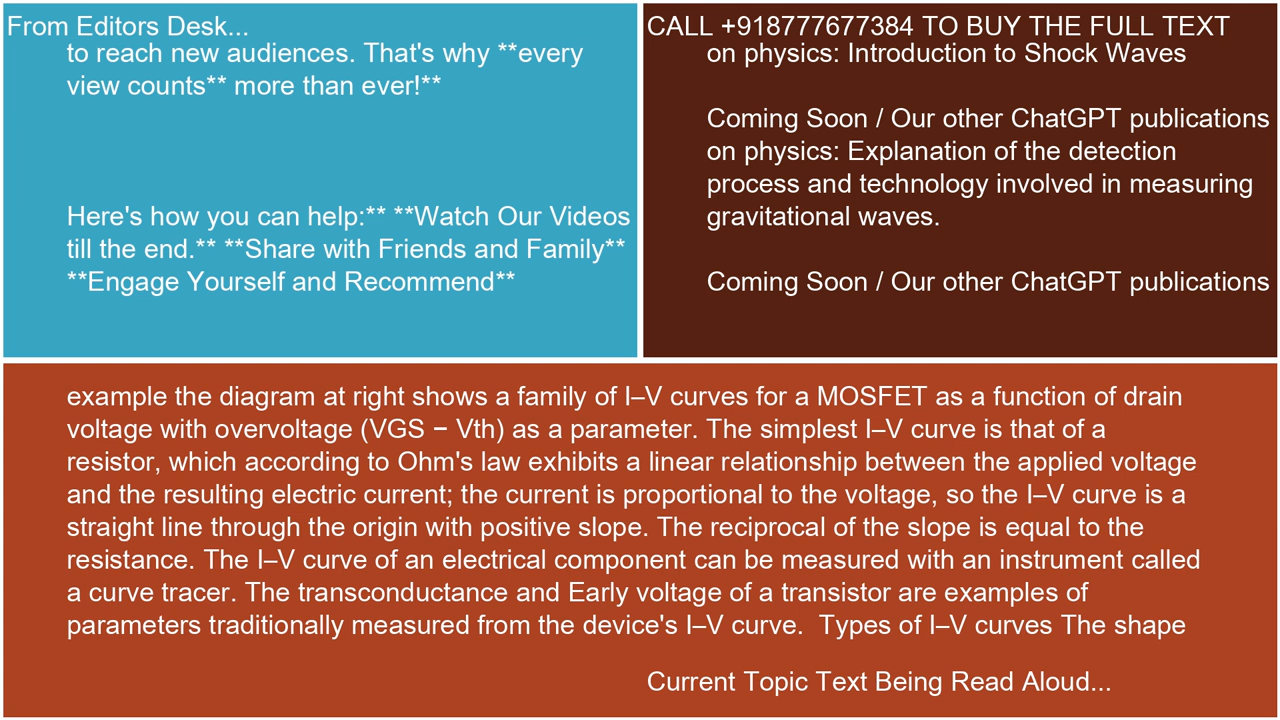 From Editors Desk...
to reach new audiences. That's why **every
view counts** more than ever!**
Here's how you can help:** **Watch Our Videos
till the end.** **Share with Friends and Family**
**Engage Yourself and Recommend**
CALL +918777677384 TO BUY THE FULL TEXT
on physics: Introduction to Shock Waves
Coming Soon / Our other ChatGPT publications
on physics: Explanation of the detection
process and technology involved in measuring
gravitational waves.
Coming Soon / Our other ChatGPT publications
example the diagram at right shows a family of I–V curves for a MOSFET as a function of drain
voltage with overvoltage (VGS − Vth) as a parameter. The simplest I–V curve is that of a
resistor, which according to Ohm's law exhibits a linear relationship between the applied voltage
and the resulting electric current; the current is proportional to the voltage, so the I–V curve is a
straight line through the origin with positive slope. The reciprocal of the slope is equal to the
resistance. The I–V curve of an electrical component can be measured with an instrument called
a curve tracer. The transconductance and Early voltage of a transistor are examples of
parameters traditionally measured from the device's I–V curve.  Types of I–V curves The shape
Current Topic Text Being Read Aloud...